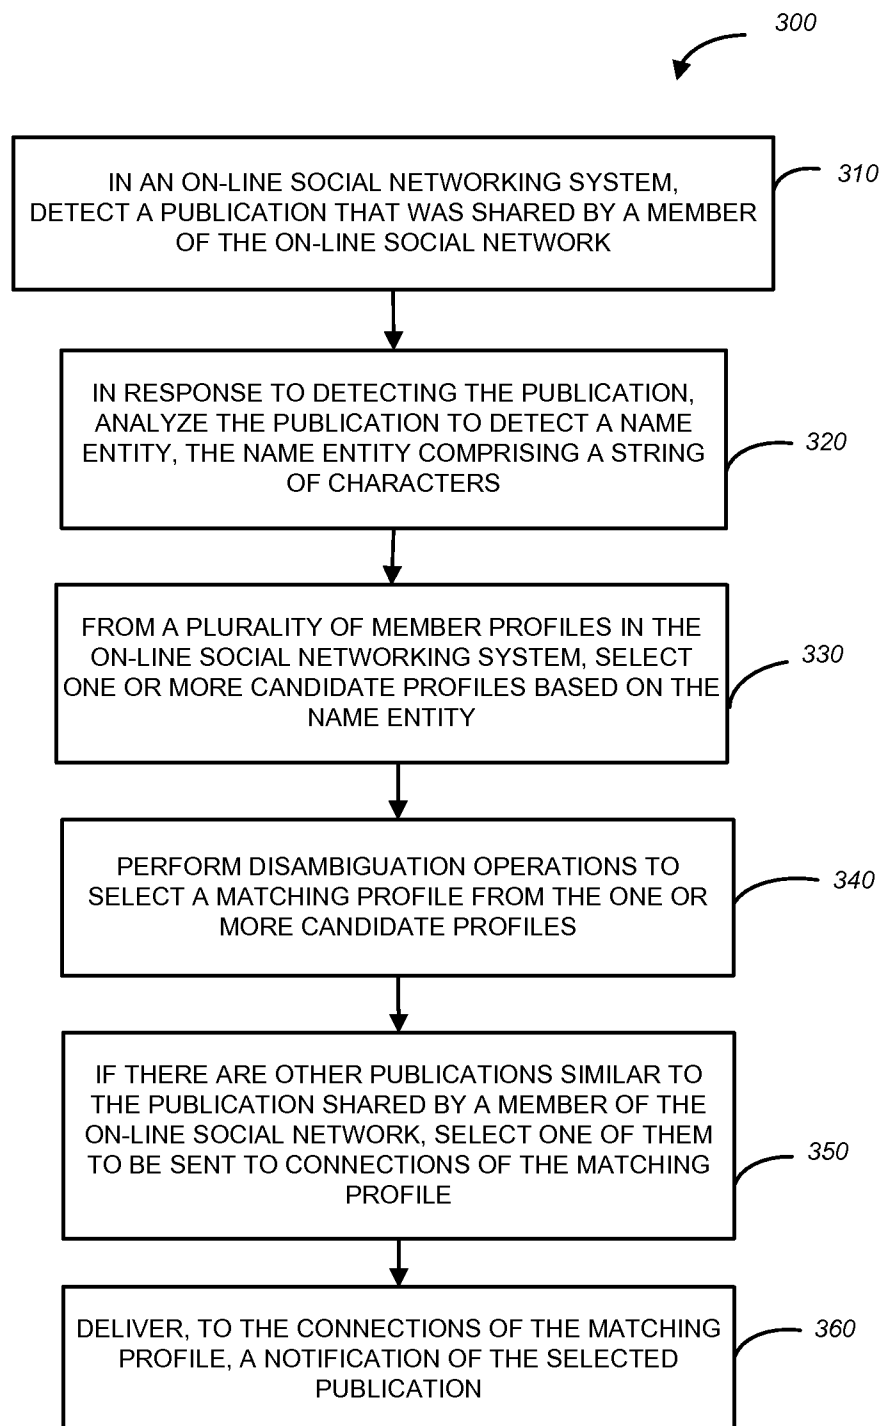 300
IN AN ON-LINE SOCIAL NETWORKING SYSTEM,
DETECT A PUBLICATION THAT WAS SHARED BY A MEMBER
OF THE ON-LINE SOCIAL NETWORK
310
IN RESPONSE TO DETECTING THE PUBLICATION,
ANALYZE THE PUBLICATION TO DETECT A NAME
ENTITY, THE NAME ENTITY COMPRISING A STRING
OF CHARACTERS
320
FROM A PLURALITY OF MEMBER PROFILES IN THE
ON-LINE SOCIAL NETWORKING SYSTEM, SELECT
ONE OR MORE CANDIDATE PROFILES BASED ON THE
NAME ENTITY
330
PERFORM DISAMBIGUATION OPERATIONS TO
SELECT A MATCHING PROFILE FROM THE ONE OR
MORE CANDIDATE PROFILES
340
IF THERE ARE OTHER PUBLICATIONS SIMILAR TO
THE PUBLICATION SHARED BY A MEMBER OF THE
ON-LINE SOCIAL NETWORK, SELECT ONE OF THEM
TO BE SENT TO CONNECTIONS OF THE MATCHING
PROFILE
350
DELIVER, TO THE CONNECTIONS OF THE MATCHING
PROFILE, A NOTIFICATION OF THE SELECTED
PUBLICATION
360